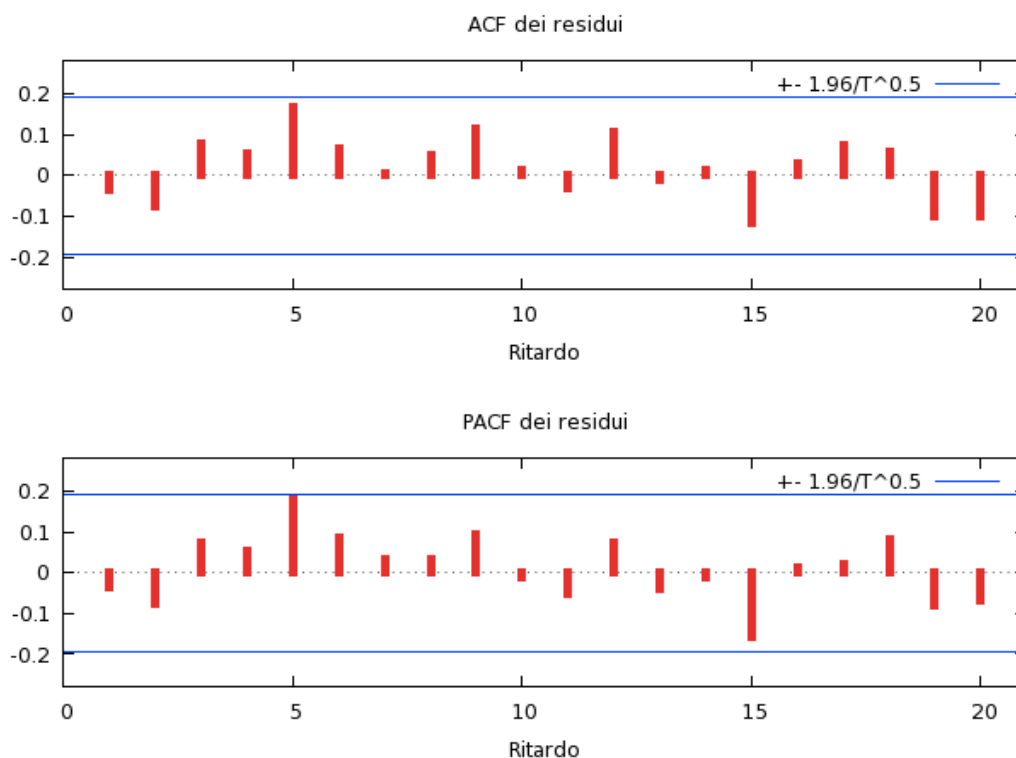 ACF dei residui
+- 1.96/T^0.5
0.2
0.1
0
-0.1
-0.2
0 5 10 15 20
Ritardo
PACF dei residui
+- 1.96/T^0.5
0.2
0.1
0
-0.1
-0.2
0 5 10 15 20
Ritardo